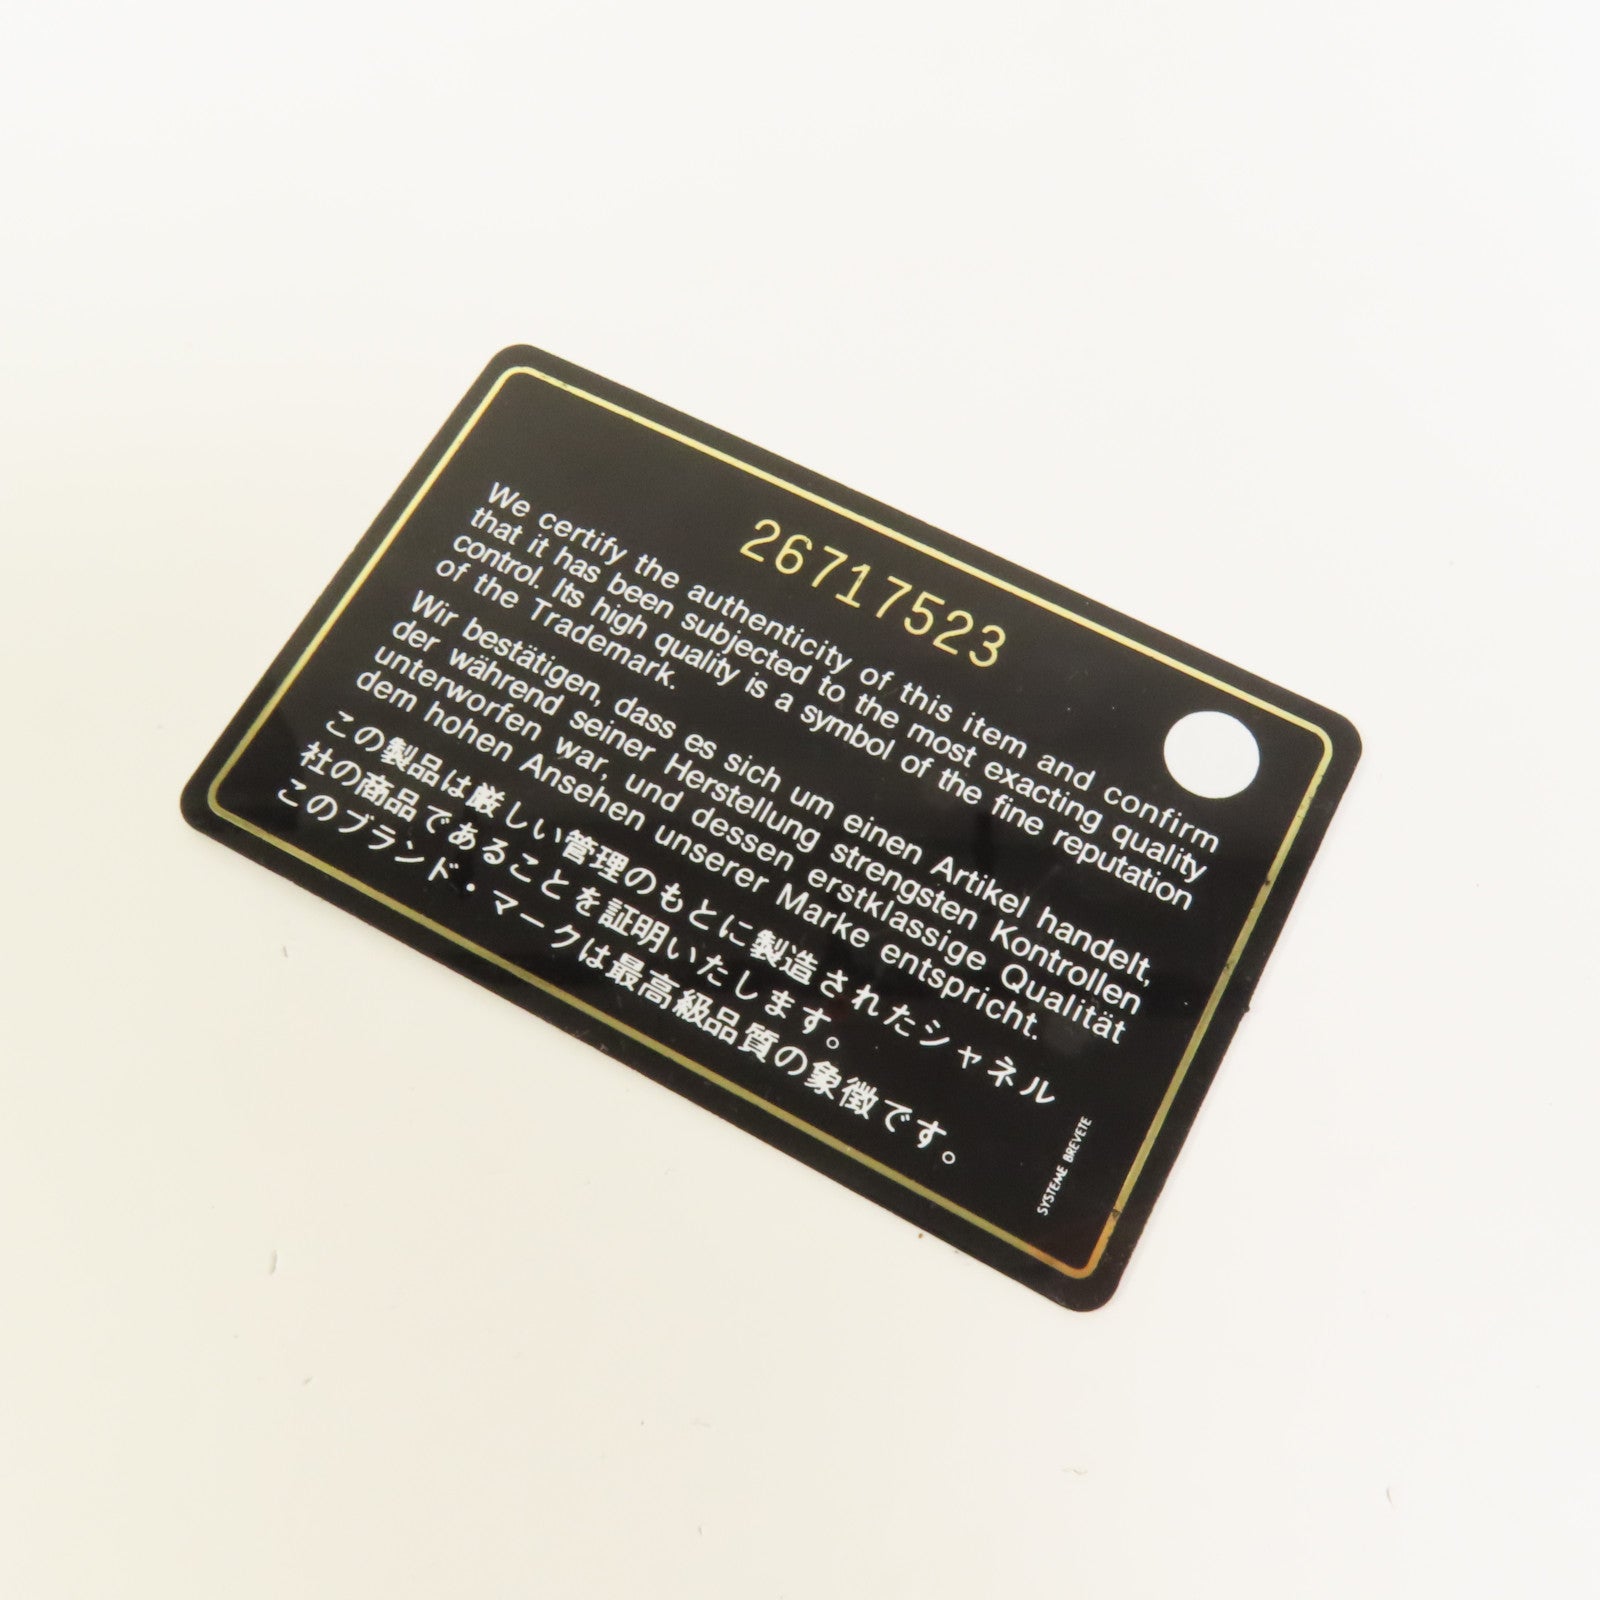 26717523
We certify the authenticity of this item and confirm
that it has been subjected to the most exacting quality
control. Its high quality is a symbol of the fine reputation
of the Trademark.
Wir bestätigen, dass es sich um einen Artikel handelt,
der während seiner Herstellung strengsten Kontrollen
unterworfen war, und dessen erstklassige Qualität
dem hohen Ansehen unserer Marke entspricht.
この製品は厳しい管理のもとに製造されたシャネル
社の商品であることを証明いたします。
このブランド・マークは最高級品質の象徴です。
SYSTEME BREVETE